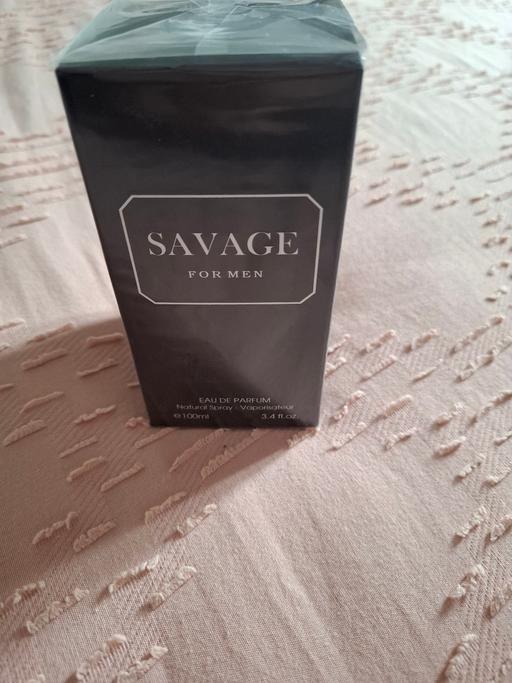 SAVAGE
FOR MEN
EAU DE PARFUM
Natural Spray - Vaporisateur
℮100ml 3.4 fl.oz.